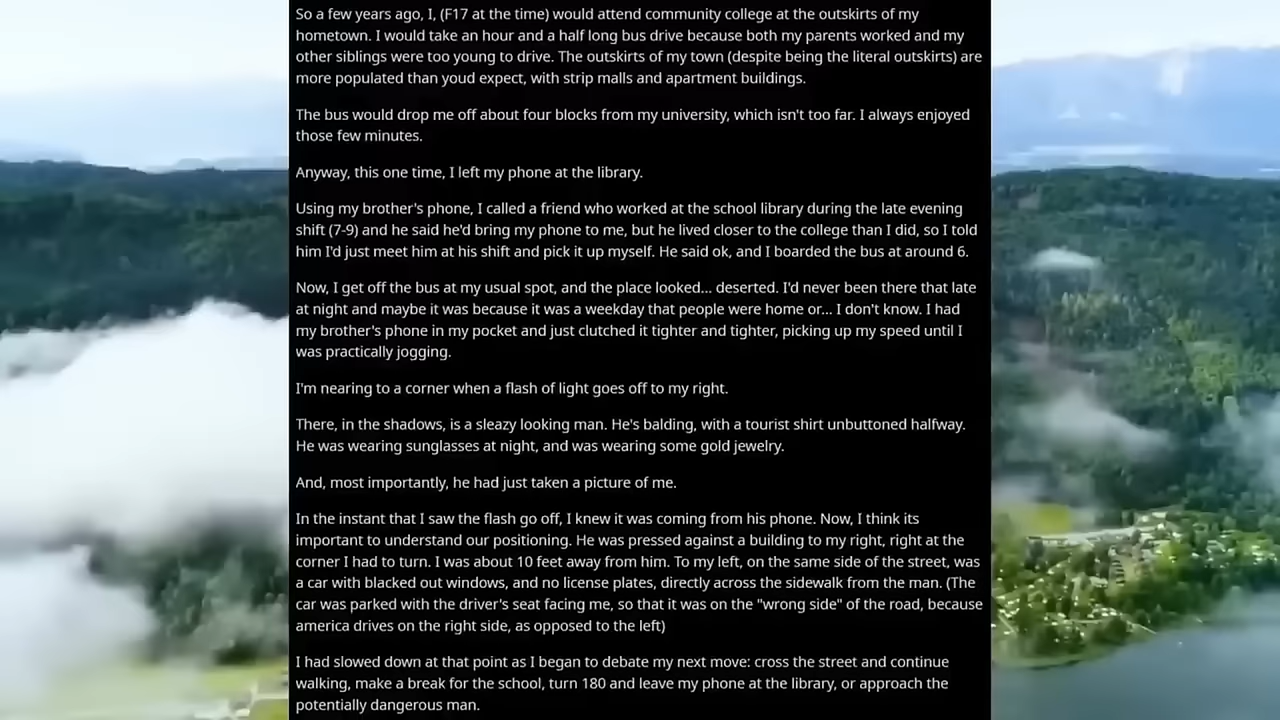 So a few years ago, I, (F17 at the time) would attend community college at the outskirts of my
hometown. I would take an hour and a half long bus drive because both my parents worked and my
other siblings were too young to drive. The outskirts of my town (despite being the literal outskirts) are
more populated than youd expect, with strip malls and apartment buildings.
The bus would drop me off about four blocks from my university, which isn't too far. I always enjoyed
those few minutes.
Anyway, this one time, I left my phone at the library.
Using my brother's phone, I called a friend who worked at the school library during the late evening
shift (7-9) and he said he'd bring my phone to me, but he lived closer to the college than I did, so I told
him I'd just meet him at his shift and pick it up myself. He said ok, and I boarded the bus at around 6.
Now, I get off the bus at my usual spot, and the place looked... deserted. I'd never been there that late
at night and maybe it was because it was a weekday that people were home or... I don't know. I had
my brother's phone in my pocket and just clutched it tighter and tighter, picking up my speed until I
was practically jogging.
I'm nearing to a corner when a flash of light goes off to my right.
There, in the shadows, is a sleazy looking man. He's balding, with a tourist shirt unbuttoned halfway.
He was wearing sunglasses at night, and was wearing some gold jewelry.
And, most importantly, he had just taken a picture of me.
In the instant that I saw the flash go off, I knew it was coming from his phone. Now, I think its
important to understand our positioning. He was pressed against a building to my right, right at the
corner I had to turn. I was about 10 feet away from him. To my left, on the same side of the street, was
a car with blacked out windows, and no license plates, directly across the sidewalk from the man. (The
car was parked with the driver's seat facing me, so that it was on the "wrong side" of the road, because
america drives on the right side, as opposed to the left)
I had slowed down at that point as I began to debate my next move: cross the street and continue
walking, make a break for the school, turn 180 and leave my phone at the library, or approach the
potentially dangerous man.